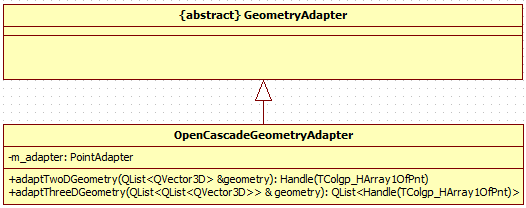 {abstract} GeometryAdapter
OpenCascadeGeometryAdapter
-m_adapter: PointAdapter
+adaptTwoDGeometry(QList<QVector3D> &geometry): Handle(TColgp_HArray1OfPnt)
+adaptThreeDGeometry(QList<QList<QVector3D>> & geometry): QList<Handle(TColgp_HArray1OfPnt)>